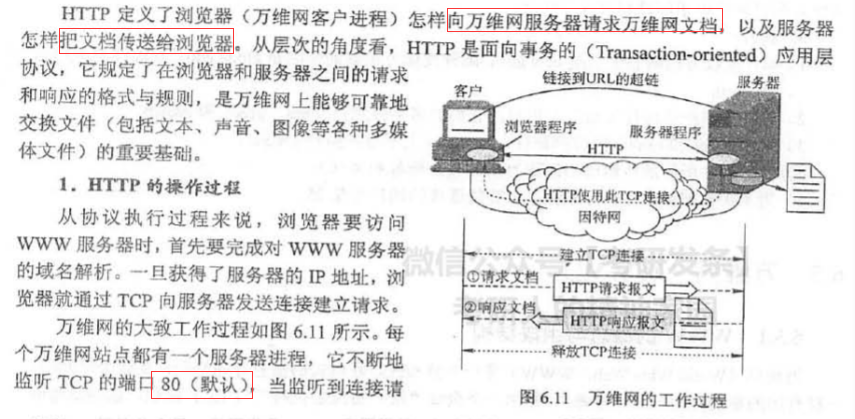 HTTP 定义了浏览器（万维网客户进程）怎样向万维网服务器请求万维网文档，以及服务器
怎样把文档传送给浏览器。从层次的角度看，HTTP 是面向事务的（Transaction-oriented）应用层
协议，它规定了在浏览器和服务器之间的请求
和响应的格式与规则，是万维网上能够可靠地
交换文件（包括文本、声音、图像等各种多媒
体文件）的重要基础。
1．HTTP 的操作过程
从协议执行过程来说，浏览器要访问
WWW 服务器时，首先要完成对 WWW 服务器
的域名解析。一旦获得了服务器的 IP 地址，浏
览器就通过 TCP 向服务器发送连接建立请求。
万维网的大致工作过程如图 6.11 所示。每
个万维网站点都有一个服务器进程，它不断地
监听 TCP 的端口 80（默认），当监听到连接请
链接到URL的超链
客户
服务器
浏览器程序
服务器程序
HTTP
HTTP使用此TCP连接
因特网
建立TCP连接
①请求文档
HTTP请求报文
②响应文档
HTTP响应报文
释放TCP连接
图 6.11 万维网的工作过程
微信公众号【考研发条】